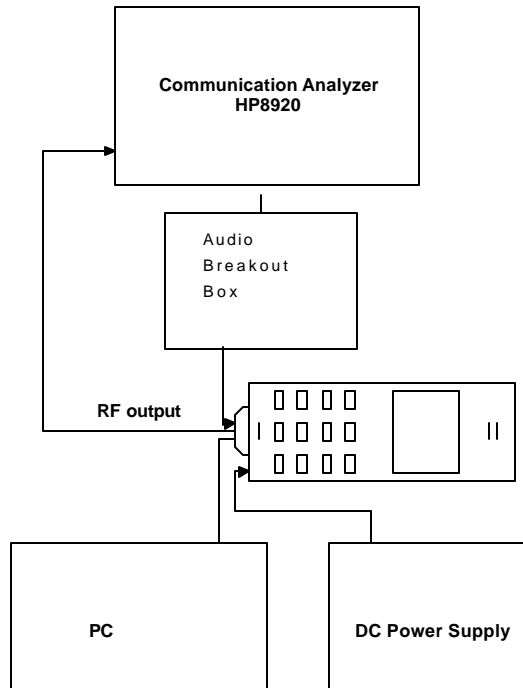 Communication Analyzer
HP8920
Audio
Breakout
Box
RF output
PC
DC Power Supply